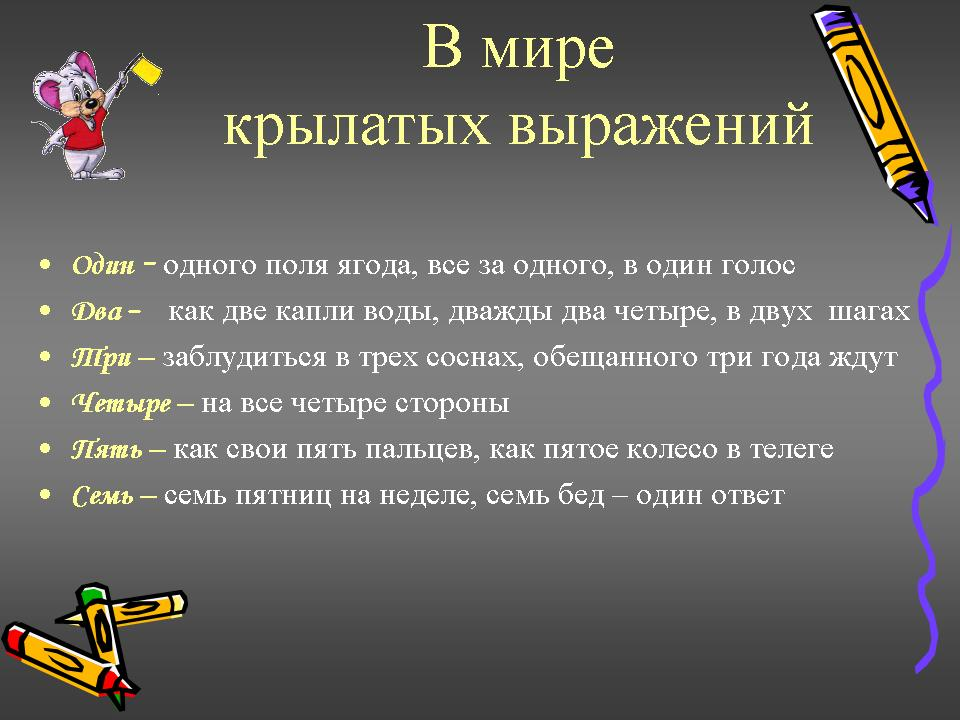 В мире
крылатых выражений
• Один – одного поля ягода, все за одного, в один голос
• Два – как две капли воды, дважды два четыре, в двух шагах
• Три – заблудиться в трех соснах, обещанного три года ждут
• Четыре – на все четыре стороны
• Пять – как свои пять пальцев, как пятое колесо в телеге
• Семь – семь пятниц на неделе, семь бед – один ответ